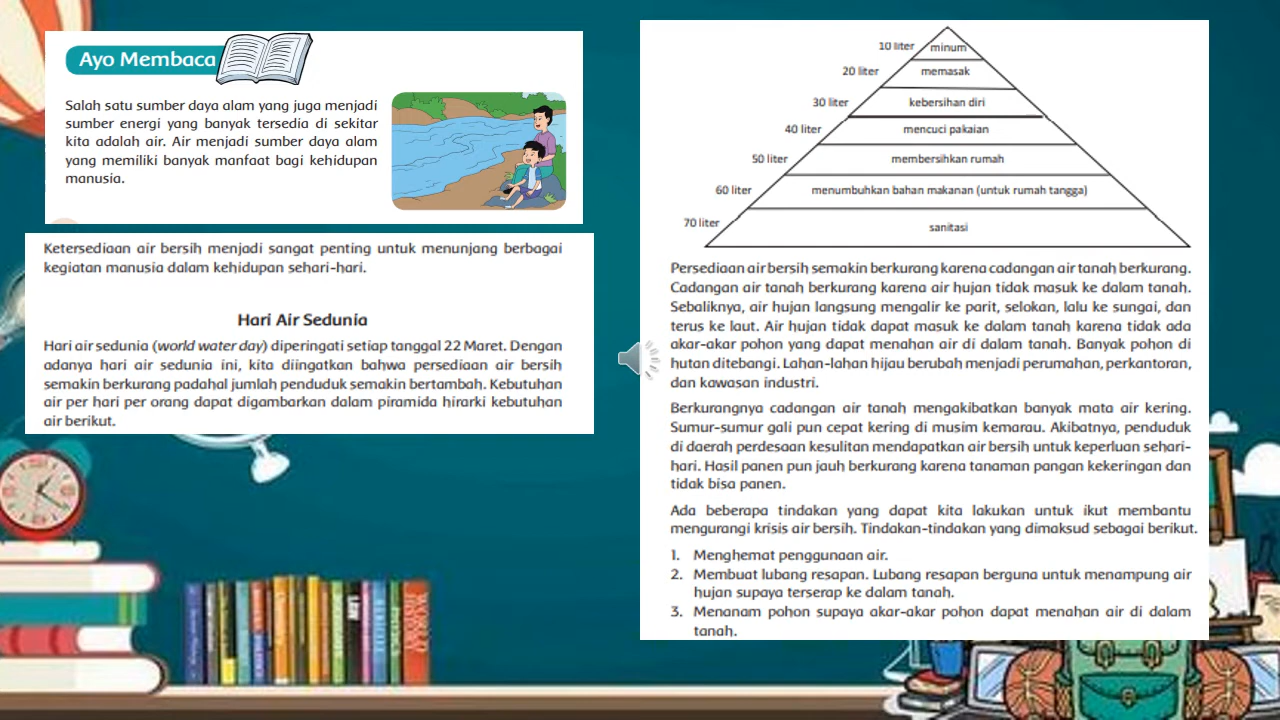 Ayo Membaca
Salah satu sumber daya alam yang juga menjadi
sumber energi yang banyak tersedia di sekitar
kita adalah air. Air menjadi sumber daya alam
yang memiliki banyak manfaat bagi kehidupan
manusia.
Ketersediaan air bersih menjadi sangat penting untuk menunjang berbagai
kegiatan manusia dalam kehidupan sehari-hari.
Hari Air Sedunia
Hari air sedunia (world water day) diperingati setiap tanggal 22 Maret. Dengan
adanya hari air sedunia ini, kita diingatkan bahwa persediaan air bersih
semakin berkurang padahal jumlah penduduk semakin bertambah. Kebutuhan
air per hari per orang dapat digambarkan dalam piramida hirarki kebutuhan
air berikut.
10 liter minum
20 liter memasak
30 liter kebersihan diri
40 liter mencuci pakaian
50 liter membersihkan rumah
60 liter menumbuhkan bahan makanan (untuk rumah tangga)
70 liter sanitasi
Persediaan air bersih semakin berkurang karena cadangan air tanah berkurang.
Cadangan air tanah berkurang karena air hujan tidak masuk ke dalam tanah.
Sebaliknya, air hujan langsung mengalir ke parit, selokan, lalu ke sungai, dan
terus ke laut. Air hujan tidak dapat masuk ke dalam tanah karena tidak ada
akar-akar pohon yang dapat menahan air di dalam tanah. Banyak pohon di
hutan ditebangi. Lahan-lahan hijau berubah menjadi perumahan, perkantoran,
dan kawasan industri.
Berkurangnya cadangan air tanah mengakibatkan banyak mata air kering.
Sumur-sumur gali pun cepat kering di musim kemarau. Akibatnya, penduduk
di daerah perdesaan kesulitan mendapatkan air bersih untuk keperluan sehari-
hari. Hasil panen pun jauh berkurang karena tanaman pangan kekeringan dan
tidak bisa panen.
Ada beberapa tindakan yang dapat kita lakukan untuk ikut membantu
mengurangi krisis air bersih. Tindakan-tindakan yang dimaksud sebagai berikut.
1. Menghemat penggunaan air.
2. Membuat lubang resapan. Lubang resapan berguna untuk menampung air
hujan supaya terserap ke dalam tanah.
3. Menanam pohon supaya akar-akar pohon dapat menahan air di dalam
tanah.